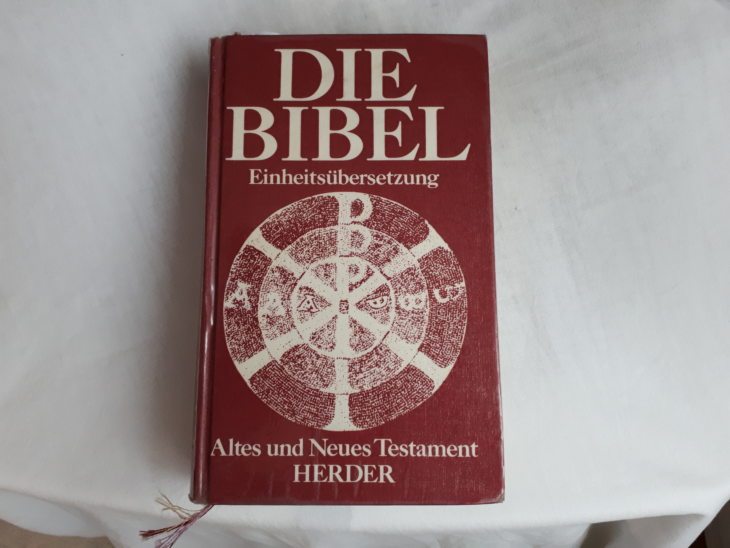 DIE
BIBEL
Einheitsübersetzung
P
P
P
A A A ω ω ω
Altes und Neues Testament
HERDER